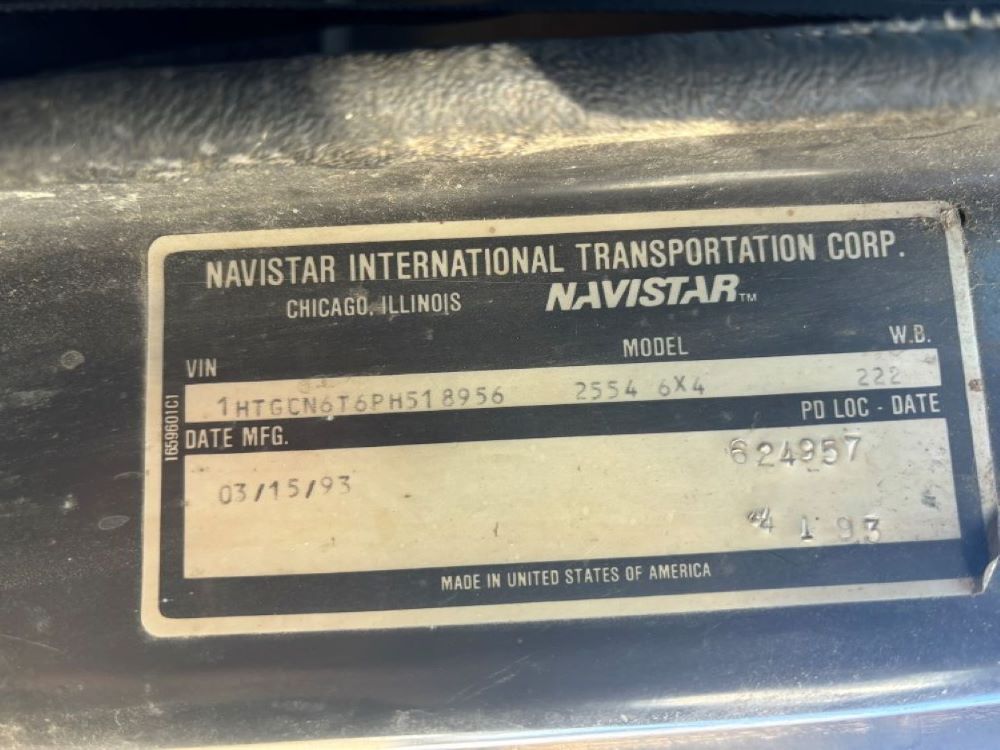 NAVISTAR INTERNATIONAL TRANSPORTATION CORP.
CHICAGO, ILLINOIS NAVISTAR™
VIN MODEL W.B.
1HTGCN6T6PH518956 2554 6X4 222
DATE MFG. PD LOC - DATE
624957
03/15/93
4 1 93
MADE IN UNITED STATES OF AMERICA
1659601C1